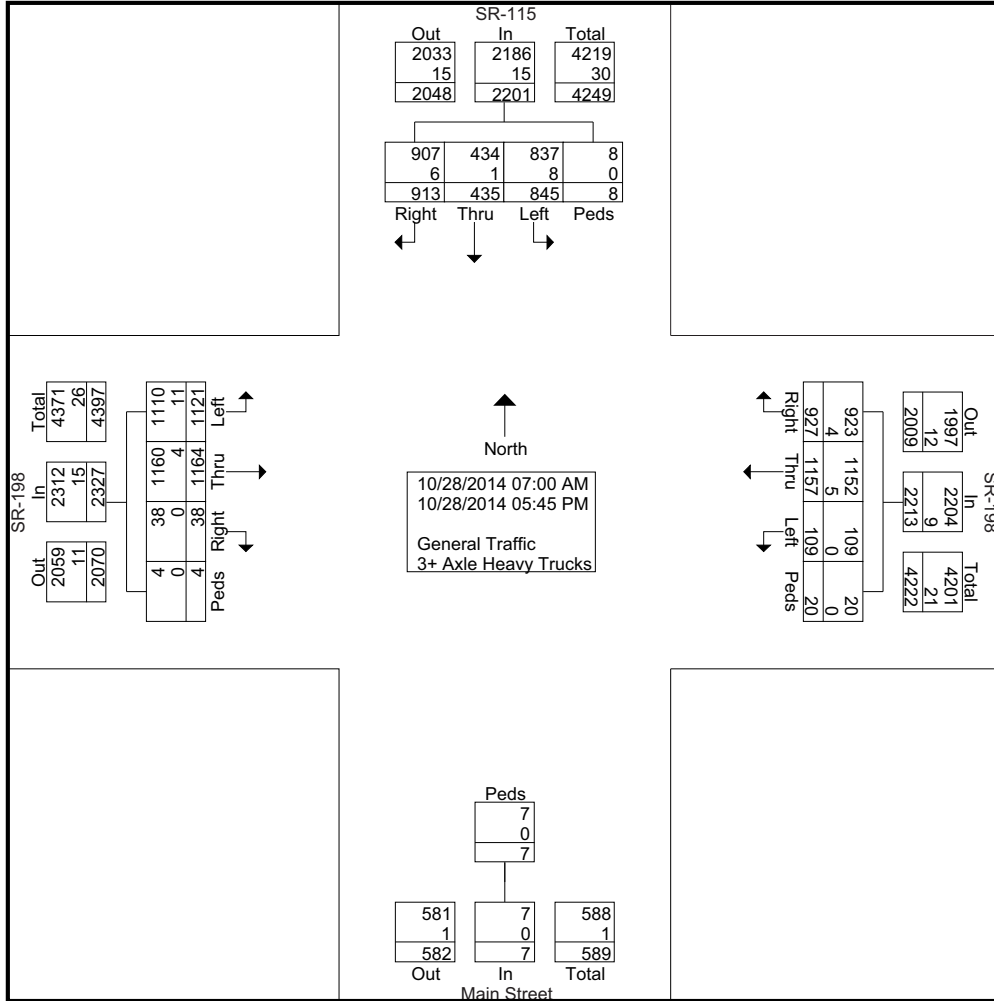 SR-115
Out In Total
2033 2186 4219
15 15 30
2048 2201 4249
907 434 837 8
6 1 8 0
913 435 845 8
Right Thru Left Peds
SR-198
Total In Out
4371 2312 2059
26 15 11
4397 2327 2070
1110 1160 38 4
11 4 0 0
1121 1164 38 4
Left Thru Right Peds
North
10/28/2014 07:00 AM
10/28/2014 05:45 PM
General Traffic
3+ Axle Heavy Trucks
SR-198
Out In Total
1997 2204 4201
12 9 21
2009 2213 4222
923 1152 109 20
4 5 0 0
927 1157 109 20
Right Thru Left Peds
Peds
7
0
7
581 7 588
1 0 1
582 7 589
Out In Total
Main Street